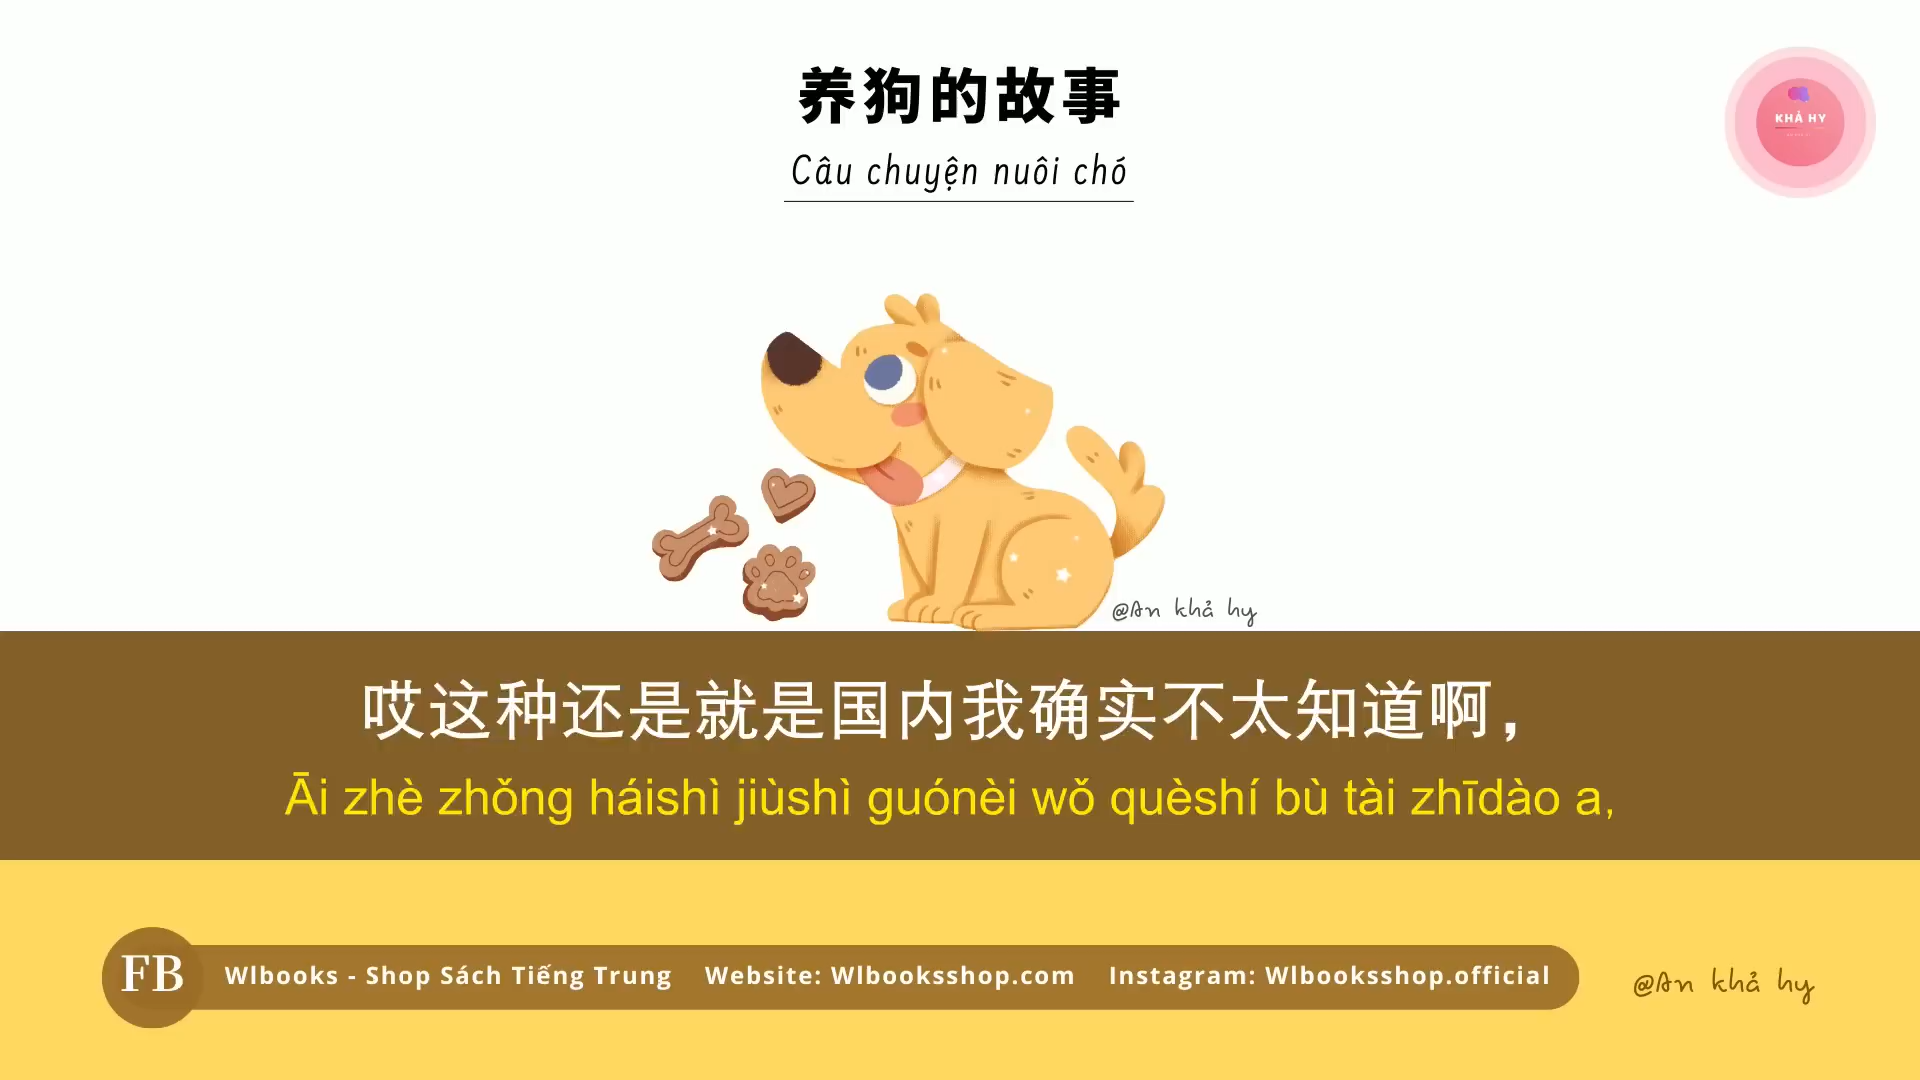 养狗的故事
Câu chuyện nuôi chó
KHẢ HY
@An khả hy
哎这种还是就是国内我确实不太知道啊，
Āi zhè zhǒng háishì jiùshì guónèi wǒ quèshí bù tài zhīdào a,
FB Wlbooks - Shop Sách Tiếng Trung Website: Wlbooksshop.com Instagram: Wlbooksshop.official
@An khả hy